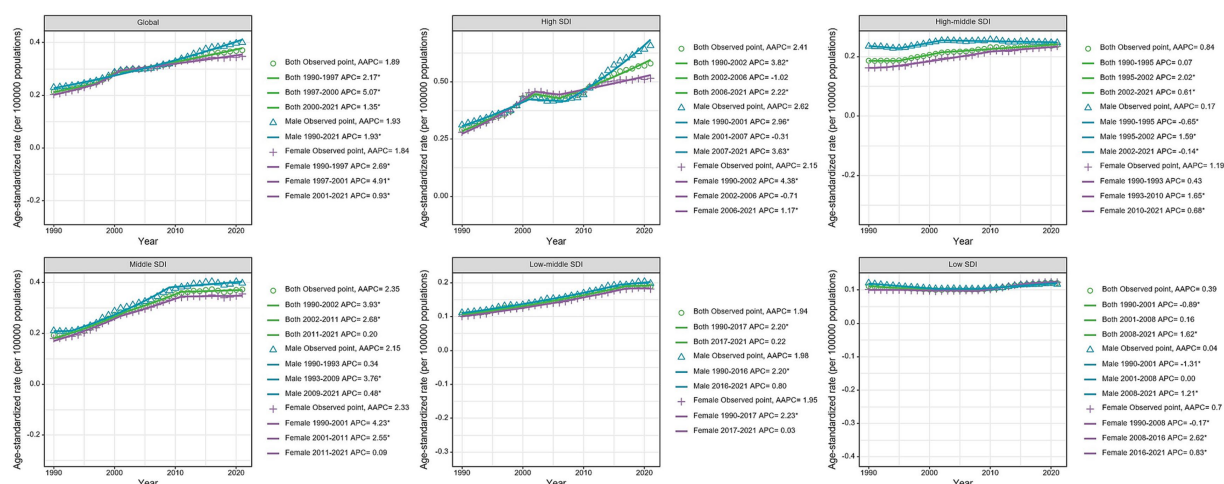 Global
Age-standardized rate (per 100000 populations)
0.4
0.2
0.0
-0.2
1990
2000
2010
2020
Year
Both Observed point, AAPC= 1.89
Both 1990-1997 APC= 2.17*
Both 1997-2000 APC= 5.07*
Both 2000-2021 APC= 1.35*
Male Observed point, AAPC= 1.93
Male 1990-2021 APC= 1.93*
Female Observed point, AAPC= 1.84
Female 1990-1997 APC= 2.69*
Female 1997-2001 APC= 4.91*
Female 2001-2021 APC= 0.93*
High SDI
Age-standardized rate (per 100000 populations)
0.50
0.25
0.00
1990
2000
2010
2020
Year
Both Observed point, AAPC= 2.41
Both 1990-2002 APC= 3.82*
Both 2002-2006 APC= -1.02
Both 2006-2021 APC= 2.22*
Male Observed point, AAPC= 2.62
Male 1990-2001 APC= 2.96*
Male 2001-2007 APC= -0.31
Male 2007-2021 APC= 3.63*
Female Observed point, AAPC= 2.15
Female 1990-2002 APC= 4.38*
Female 2002-2006 APC= -0.71
Female 2006-2021 APC= 1.17*
High-middle SDI
Age-standardized rate (per 100000 populations)
0.2
0.0
-0.2
1990
2000
2010
2020
Year
Both Observed point, AAPC= 0.84
Both 1990-1995 APC= 0.07
Both 1995-2002 APC= 2.02*
Both 2002-2021 APC= 0.61*
Male Observed point, AAPC= 0.17
Male 1990-1995 APC= -0.65*
Male 1995-2002 APC= 1.59*
Male 2002-2021 APC= -0.14*
Female Observed point, AAPC= 1.19
Female 1990-1993 APC= 0.43
Female 1993-2010 APC= 1.65*
Female 2010-2021 APC= 0.68*
Middle SDI
Age-standardized rate (per 100000 populations)
0.4
0.2
0.0
-0.2
1990
2000
2010
2020
Year
Both Observed point, AAPC= 2.35
Both 1990-2002 APC= 3.93*
Both 2002-2011 APC= 2.68*
Both 2011-2021 APC= 0.20
Male Observed point, AAPC= 2.15
Male 1990-1993 APC= 0.34
Male 1993-2009 APC= 3.76*
Male 2009-2021 APC= 0.48*
Female Observed point, AAPC= 2.33
Female 1990-2001 APC= 4.23*
Female 2001-2011 APC= 2.55*
Female 2011-2021 APC= 0.09
Low-middle SDI
Age-standardized rate (per 100000 populations)
0.2
0.1
0.0
-0.1
-0.2
-0.3
1990
2000
2010
2020
Year
Both Observed point, AAPC= 1.94
Both 1990-2017 APC= 2.20*
Both 2017-2021 APC= 0.22
Male Observed point, AAPC= 1.98
Male 1990-2016 APC= 2.20*
Male 2016-2021 APC= 0.80
Female Observed point, AAPC= 1.95
Female 1990-2017 APC= 2.23*
Female 2017-2021 APC= 0.03
Low SDI
Age-standardized rate (per 100000 populations)
0.1
0.0
-0.1
-0.2
-0.3
-0.4
1990
2000
2010
2020
Year
Both Observed point, AAPC= 0.39
Both 1990-2001 APC= -0.89*
Both 2001-2008 APC= 0.16
Both 2008-2021 APC= 1.62*
Male Observed point, AAPC= 0.04
Male 1990-2001 APC= -1.31*
Male 2001-2008 APC= 0.00
Male 2008-2021 APC= 1.21*
Female Observed point, AAPC= 0.7
Female 1990-2008 APC= -0.17*
Female 2008-2016 APC= 2.62*
Female 2016-2021 APC= 0.83*